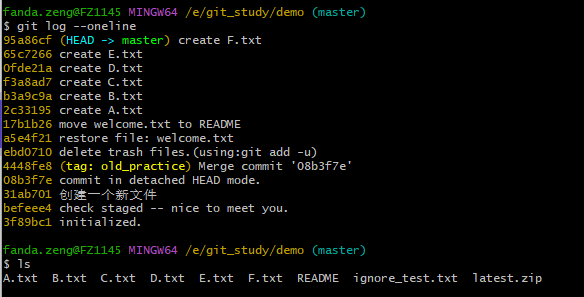 fanda.zeng@FZ1145 MINGW64 /e/git_study/demo (master)
$ git log --oneline
95a86cf (HEAD -> master) create F.txt
65c7266 create E.txt
0fde21a create D.txt
f3a8ad7 create C.txt
b3a9c9a create B.txt
2c33195 create A.txt
17b1b26 move welcome.txt to README
a5e4f21 restore file: welcome.txt
ebd0710 delete trash files.(using:git add -u)
4448fe8 (tag: old_practice) Merge commit '08b3f7e'
08b3f7e commit in detached HEAD mode.
31ab701 创建一个新文件
befeee4 check staged -- nice to meet you.
3f89bc1 initialized.
fanda.zeng@FZ1145 MINGW64 /e/git_study/demo (master)
$ ls
A.txt  B.txt  C.txt  D.txt  E.txt  F.txt  README  ignore_test.txt  latest.zip